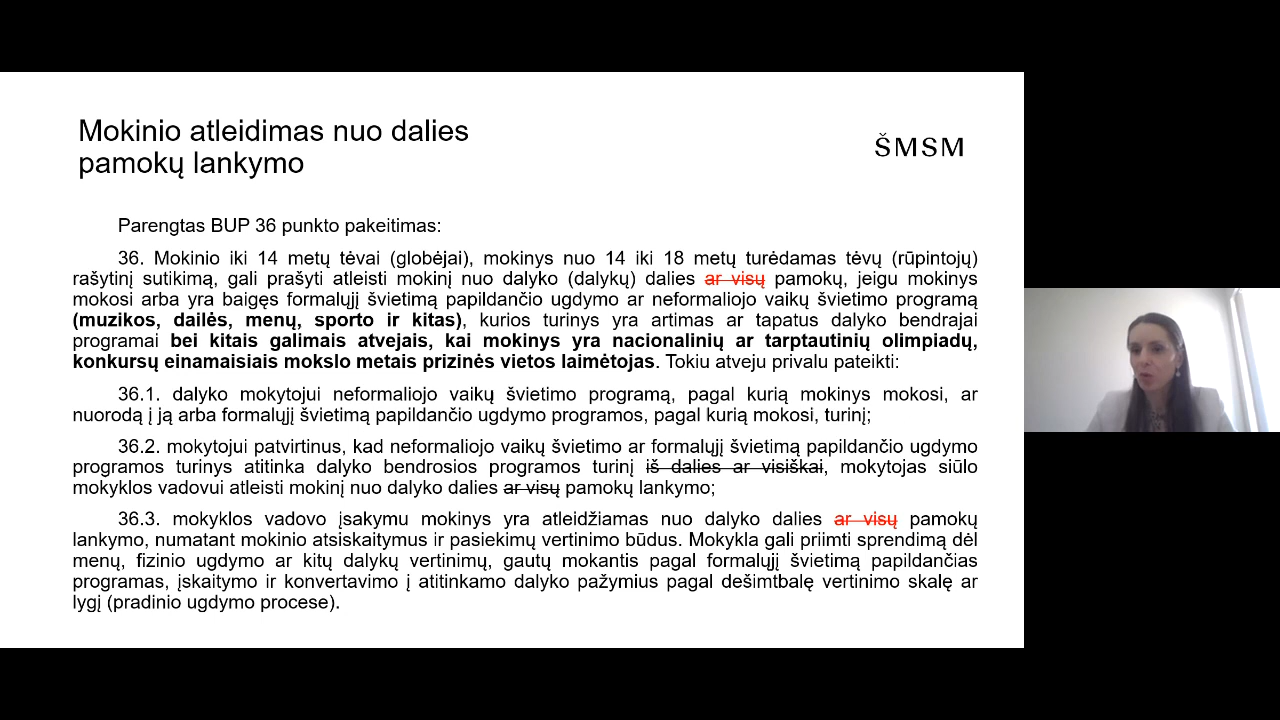 Mokinio atleidimas nuo dalies
pamokų lankymo
ŠMSM
Parengtas BUP 36 punkto pakeitimas:
36. Mokinio iki 14 metų tėvai (globėjai), mokinys nuo 14 iki 18 metų turėdamas tėvų (rūpintojų)
rašytinį sutikimą, gali prašyti atleisti mokinį nuo dalyko (dalykų) dalies ar visų pamokų, jeigu mokinys
mokosi arba yra baigęs formalųjį švietimą papildančio ugdymo ar neformaliojo vaikų švietimo programą
(muzikos, dailės, menų, sporto ir kitas), kurios turinys yra artimas ar tapatus dalyko bendrajai
programai bei kitais galimais atvejais, kai mokinys yra nacionalinių ar tarptautinių olimpiadų,
konkursų einamaisiais mokslo metais prizinės vietos laimėtojas. Tokiu atveju privalu pateikti:
36.1. dalyko mokytojui neformaliojo vaikų švietimo programą, pagal kurią mokinys mokosi, ar
nuorodą į ją arba formalųjį švietimą papildančio ugdymo programos, pagal kurią mokosi, turinį;
36.2. mokytojui patvirtinus, kad neformaliojo vaikų švietimo ar formalųjį švietimą papildančio ugdymo
programos turinys atitinka dalyko bendrosios programos turinį iš dalies ar visiškai, mokytojas siūlo
mokyklos vadovui atleisti mokinį nuo dalyko dalies ar visų pamokų lankymo;
36.3. mokyklos vadovo įsakymu mokinys yra atleidžiamas nuo dalyko dalies ar visų pamokų
lankymo, numatant mokinio atsiskaitymus ir pasiekimų vertinimo būdus. Mokykla gali priimti sprendimą dėl
menų, fizinio ugdymo ar kitų dalykų vertinimų, gautų mokantis pagal formalųjį švietimą papildančias
programas, įskaitymo ir konvertavimo į atitinkamo dalyko pažymius pagal dešimtbalę vertinimo skalę ar
lygį (pradinio ugdymo procese).